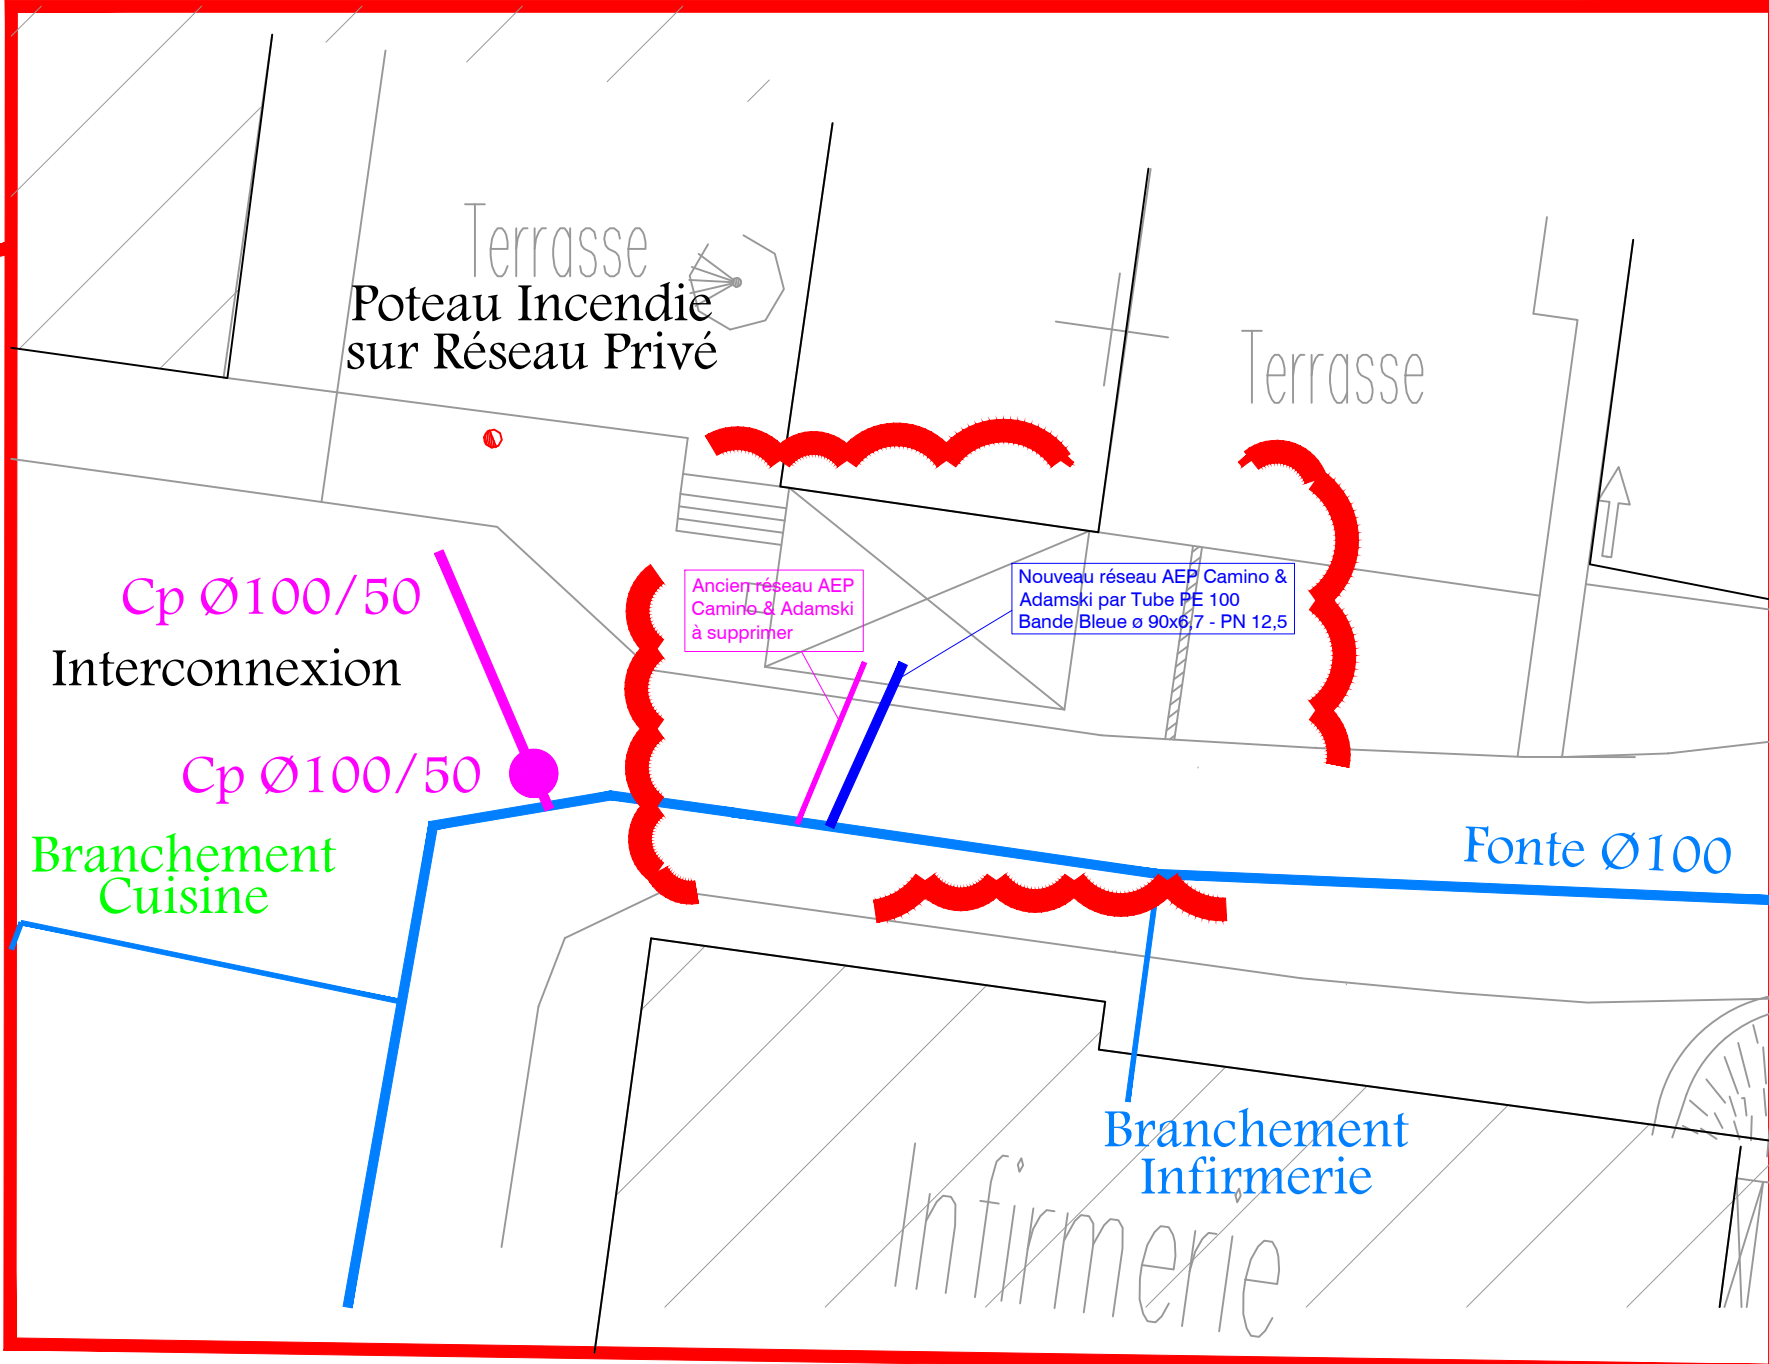 Terrasse
Poteau Incendie
sur Réseau Privé
Terrasse
Cp Ø100/50
Interconnexion
Cp Ø100/50
Branchement
Cuisine
Ancien réseau AEP
Camino & Adamski
à supprimer
Nouveau réseau AEP Camino &
Adamski par Tube PE 100
Bande Bleue ø 90x6,7 - PN 12,5
Fonte Ø100
Branchement
Infirmerie
Infirmerie